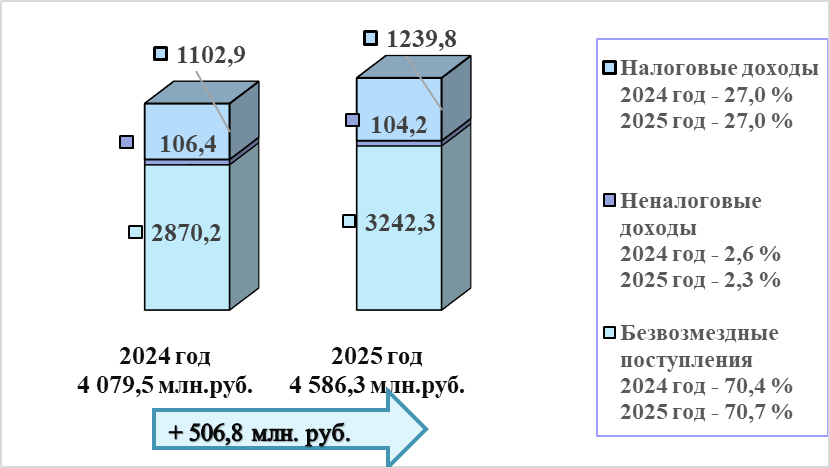 1102,9
106,4
2870,2
1239,8
104,2
3242,3
2024 год
4 079,5 млн.руб.
2025 год
4 586,3 млн.руб.
+ 506,8 млн. руб.
Налоговые доходы
2024 год - 27,0 %
2025 год - 27,0 %
Неналоговые
доходы
2024 год - 2,6 %
2025 год - 2,3 %
Безвозмездные
поступления
2024 год - 70,4 %
2025 год - 70,7 %